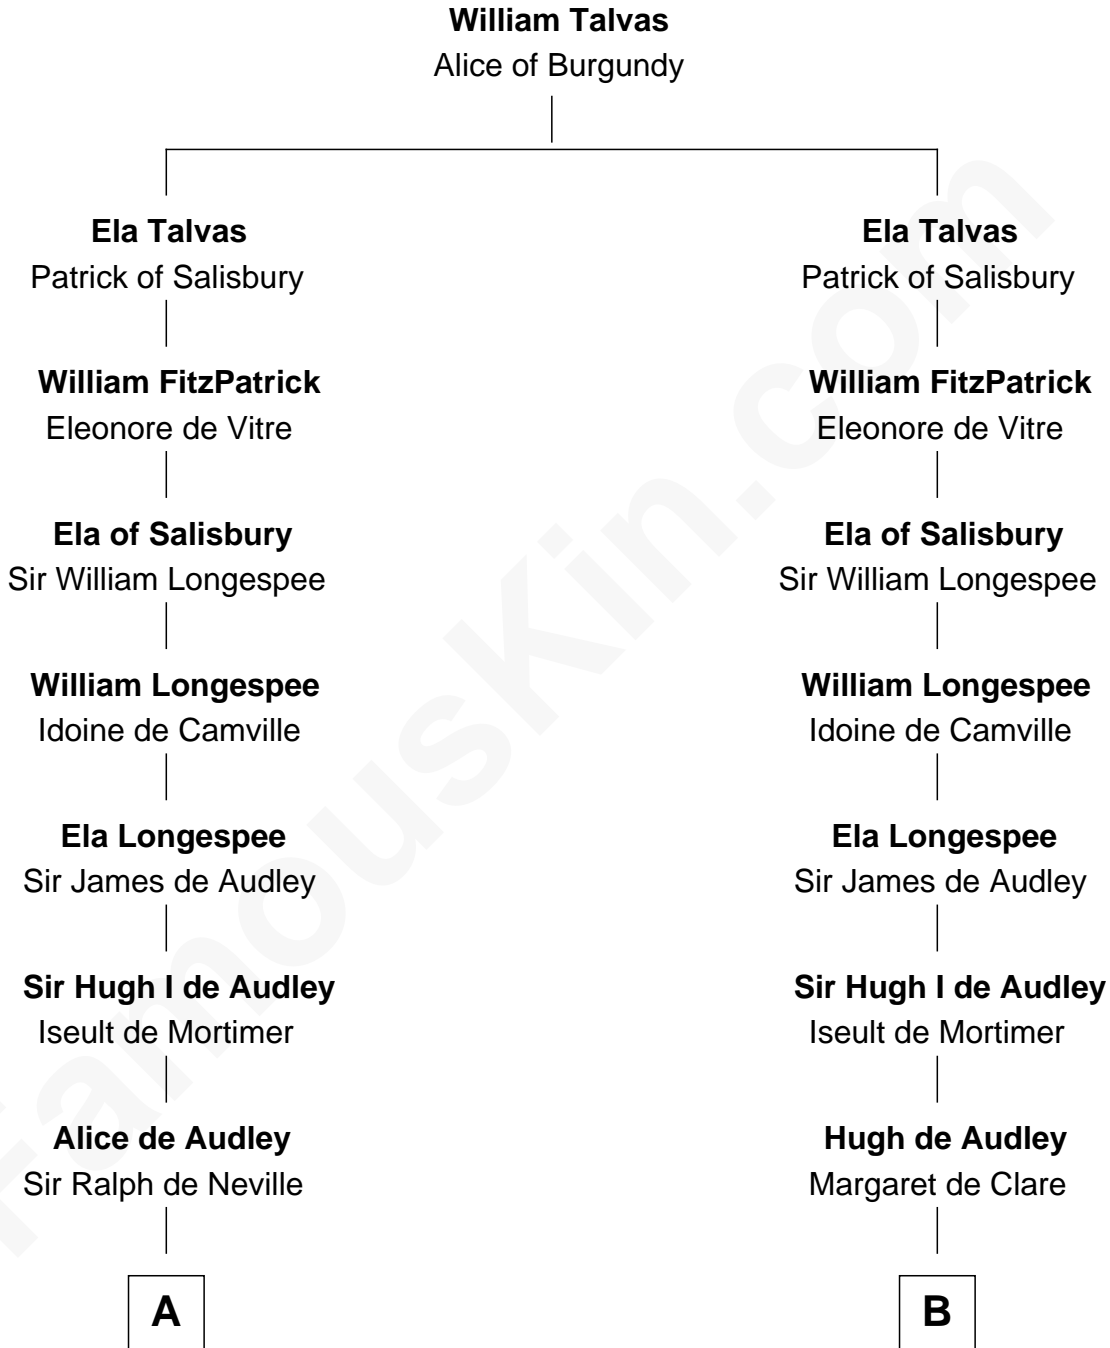 William Talvas
Alice of Burgundy
Ela Talvas
Patrick of Salisbury
William FitzPatrick
Eleonore de Vitre
Ela of Salisbury
Sir William Longespee
William Longespee
Idoine de Camville
Ela Longespee
Sir James de Audley
Sir Hugh I de Audley
Iseult de Mortimer
Alice de Audley
Sir Ralph de Neville
A
Ela Talvas
Patrick of Salisbury
William FitzPatrick
Eleonore de Vitre
Ela of Salisbury
Sir William Longespee
William Longespee
Idoine de Camville
Ela Longespee
Sir James de Audley
Sir Hugh I de Audley
Iseult de Mortimer
Hugh de Audley
Margaret de Clare
B
FamousKin.com